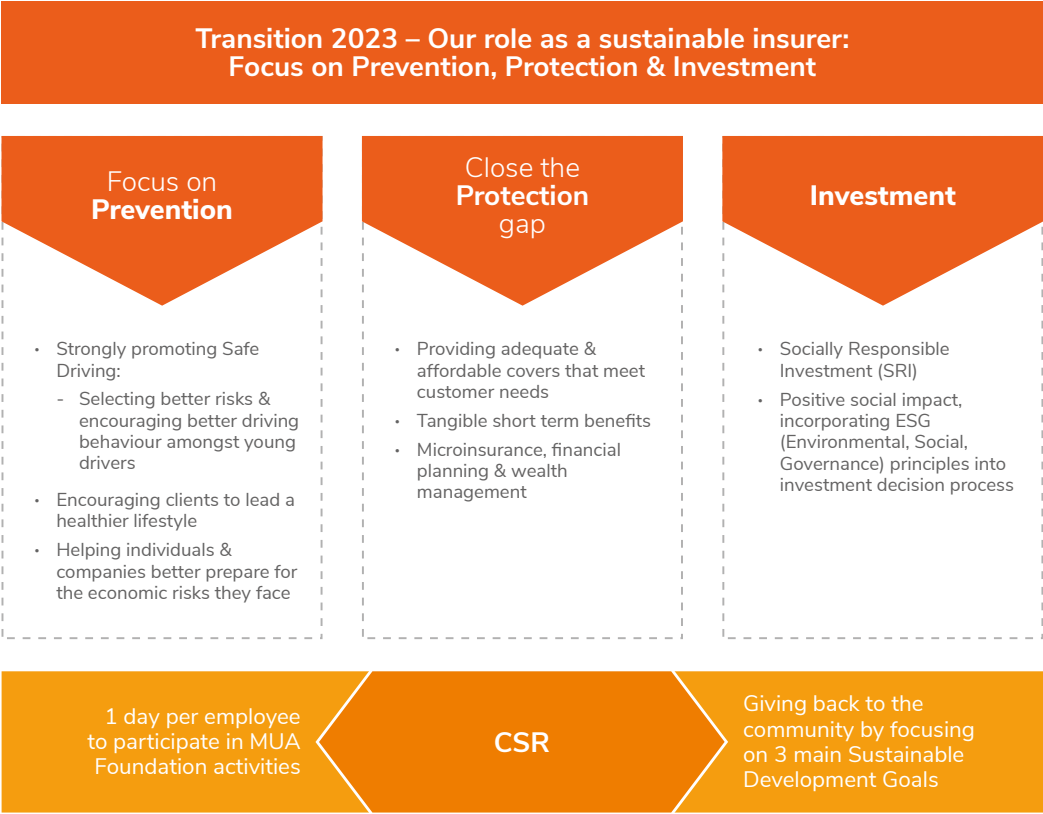 Transition 2023 – Our role as a sustainable insurer:
Focus on Prevention, Protection & Investment
Focus on
Prevention
• Strongly promoting Safe
Driving:
- Selecting better risks &
encouraging better driving
behaviour amongst young
drivers
• Encouraging clients to lead a
healthier lifestyle
• Helping individuals &
companies better prepare for
the economic risks they face
Close the
Protection
gap
• Providing adequate &
affordable covers that meet
customer needs
• Tangible short term benefits
• Microinsurance, financial
planning & wealth
management
Investment
• Socially Responsible
Investment (SRI)
• Positive social impact,
incorporating ESG
(Environmental, Social,
Governance) principles into
investment decision process
1 day per employee
to participate in MUA
Foundation activities
CSR
Giving back to the
community by focusing
on 3 main Sustainable
Development Goals